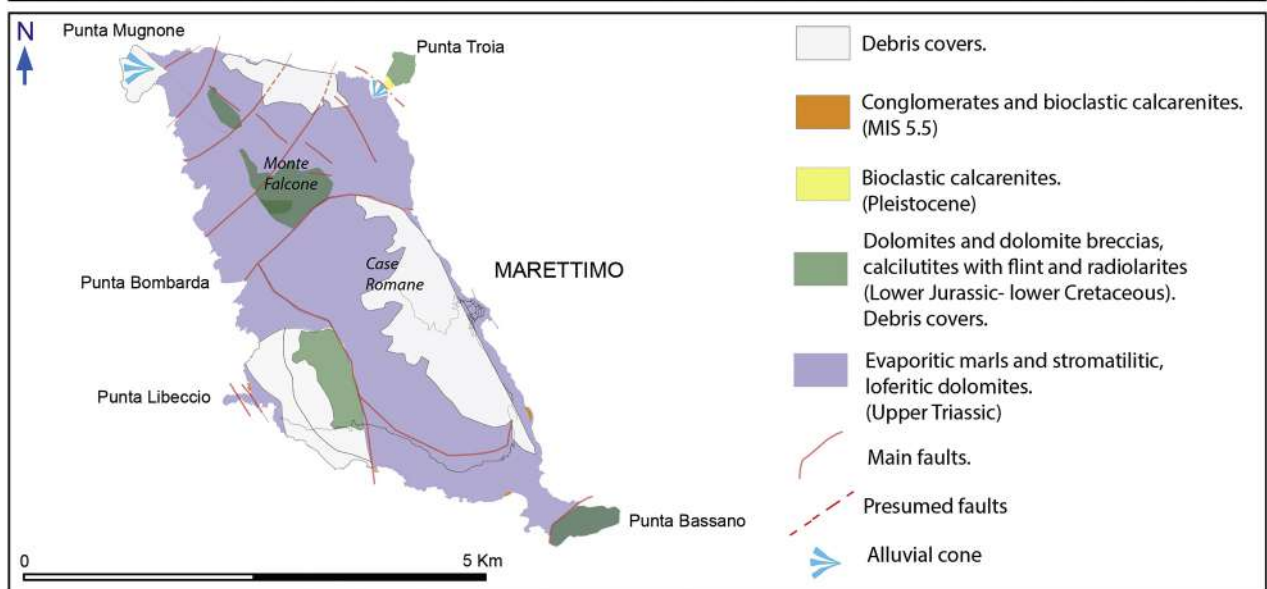 N
Punta Mugnone
Punta Troia
Monte
Falcone
Case
Romane
MARETTIMO
Punta Bombarda
Punta Libeccio
Punta Bassano
0
5 Km
Debris covers.
Conglomerates and bioclastic calcarenites.
(MIS 5.5)
Bioclastic calcarenites.
(Pleistocene)
Dolomites and dolomite breccias,
calcilutites with flint and radiolarites
(Lower Jurassic- lower Cretaceous).
Debris covers.
Evaporitic marls and stromatilitic,
loferitic dolomites.
(Upper Triassic)
Main faults.
Presumed faults
Alluvial cone